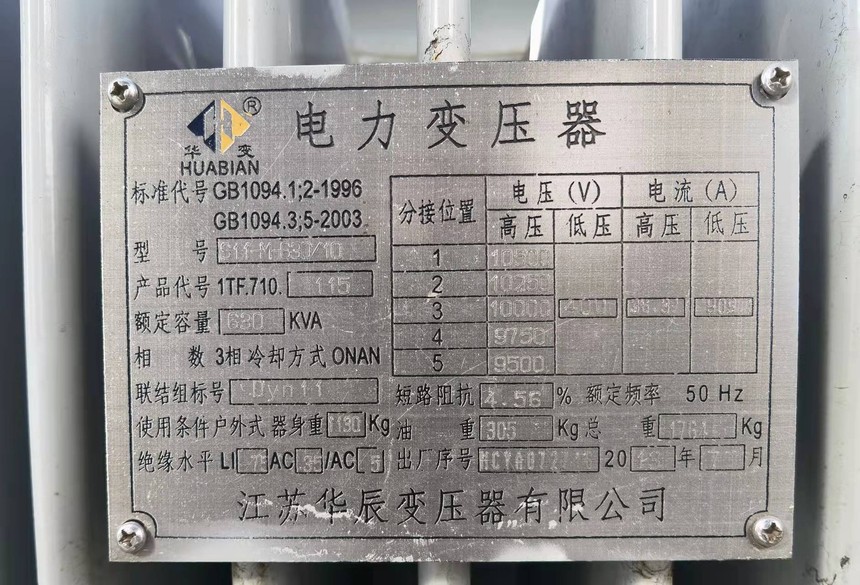 ®
电力变压器
华 变
HUABIAN
标准代号 GB1094.1;2-1996
GB1094.3;5-2003
型 号
产品代号 1TF.710. 115
额定容量 630 KVA
相 数 3相 冷却方式 ONAN
联结组标号 Dyn11
使用条件 户外式 器身重 Kg
绝缘水平 LI 75 AC 35 /AC 5
分接位置 电压(V) 电流(A)
高压 低压 高压 低压
1 10500
2 10250
3 10000
4 9750
5 9500
短路阻抗 4.56 % 额定频率 50 Hz
油 重 305 Kg 总 重 Kg
出厂序号 20 年 月
江苏华辰变压器有限公司